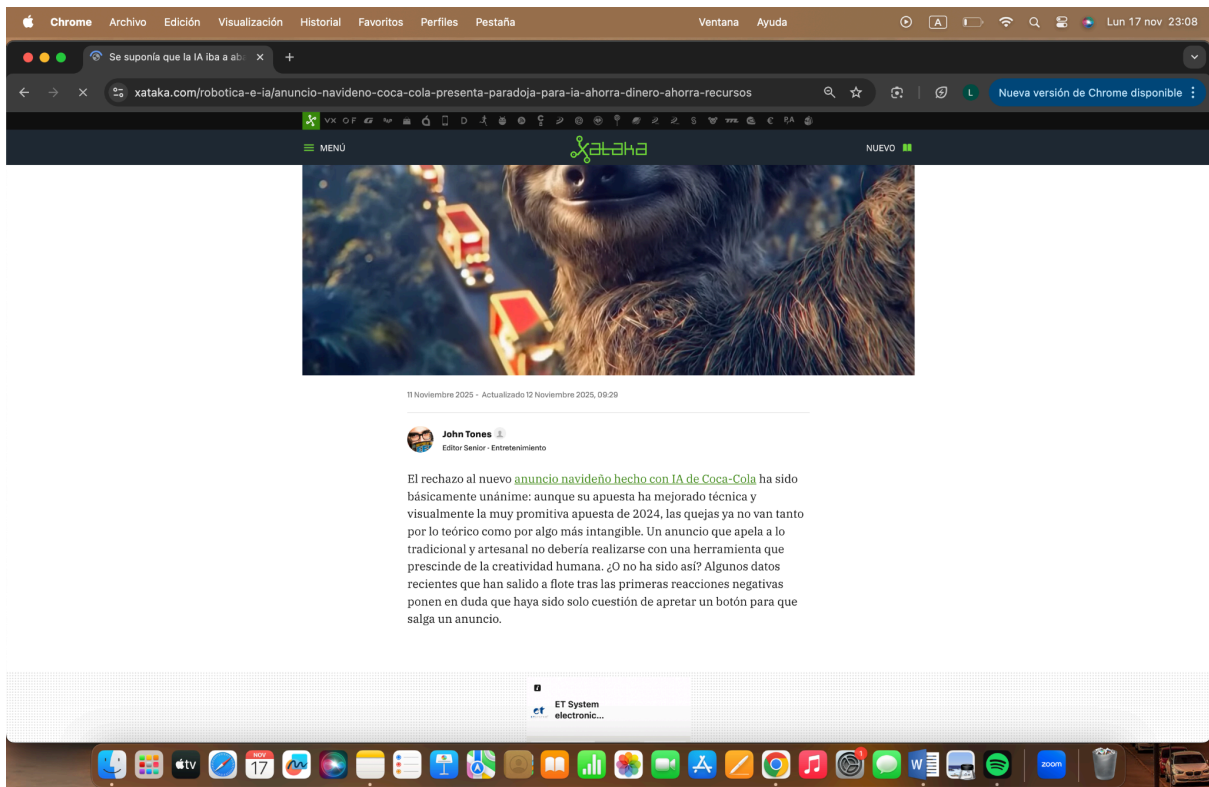 Chrome Archivo Edición Visualización Historial Favoritos Perfiles Pestaña Ventana Ayuda A Lun 17 nov 23:08
Se suponía que la IA iba a aba
xataka.com/robotica-e-ia/anuncio-navideno-coca-cola-presenta-paradoja-para-ia-ahorra-dinero-ahorra-recursos L Nueva versión de Chrome disponible
MENÚ xataka NUEVO
11 Noviembre 2025 - Actualizado 12 Noviembre 2025, 09:29
John Tones
Editor Senior - Entretenimiento
El rechazo al nuevo anuncio navideño hecho con IA de Coca-Cola ha sido
básicamente unánime: aunque su apuesta ha mejorado técnica y
visualmente la muy promitiva apuesta de 2024, las quejas ya no van tanto
por lo teórico como por algo más intangible. Un anuncio que apela a lo
tradicional y artesanal no debería realizarse con una herramienta que
prescinde de la creatividad humana. ¿O no ha sido así? Algunos datos
recientes que han salido a flote tras las primeras reacciones negativas
ponen en duda que haya sido solo cuestión de apretar un botón para que
salga un anuncio.
et ET System
electronic...
tv NOV 17 1 W zoom